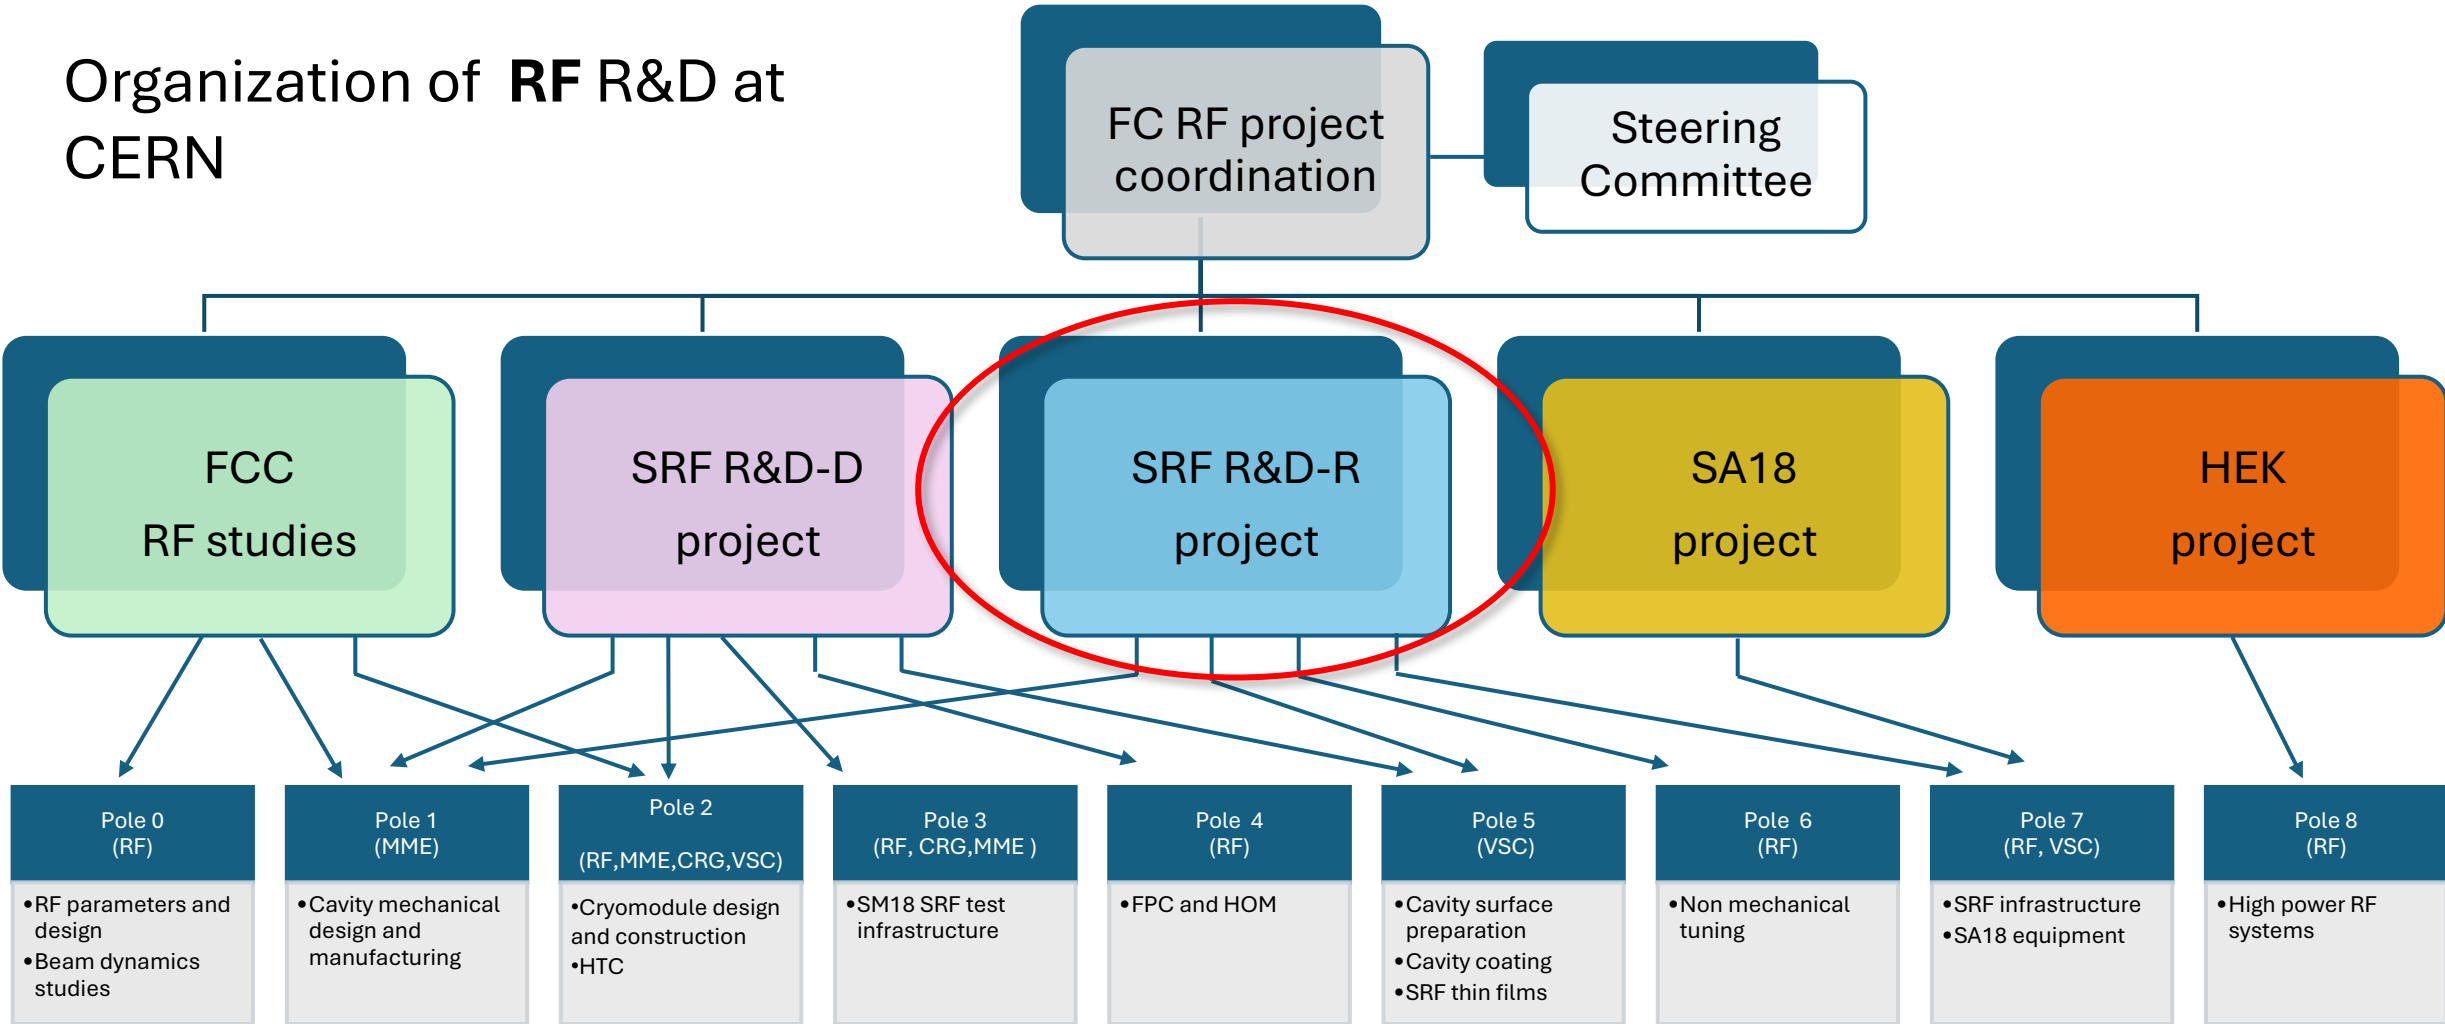 Organization of RF R&D at
CERN
FC RF project
coordination
Steering
Committee
FCC
RF studies
SRF R&D-D
project
SRF R&D-R
project
SA18
project
HEK
project
Pole 0
(RF)
•RF parameters and
design
•Beam dynamics
studies
Pole 1
(MME)
•Cavity mechanical
design and
manufacturing
Pole 2
(RF,MME,CRG,VSC)
•Cryomodule design
and construction
•HTC
Pole 3
(RF, CRG,MME )
•SM18 SRF test
infrastructure
Pole 4
(RF)
•FPC and HOM
Pole 5
(VSC)
•Cavity surface
preparation
•Cavity coating
•SRF thin films
Pole 6
(RF)
•Non mechanical
tuning
Pole 7
(RF, VSC)
•SRF infrastructure
•SA18 equipment
Pole 8
(RF)
•High power RF
systems